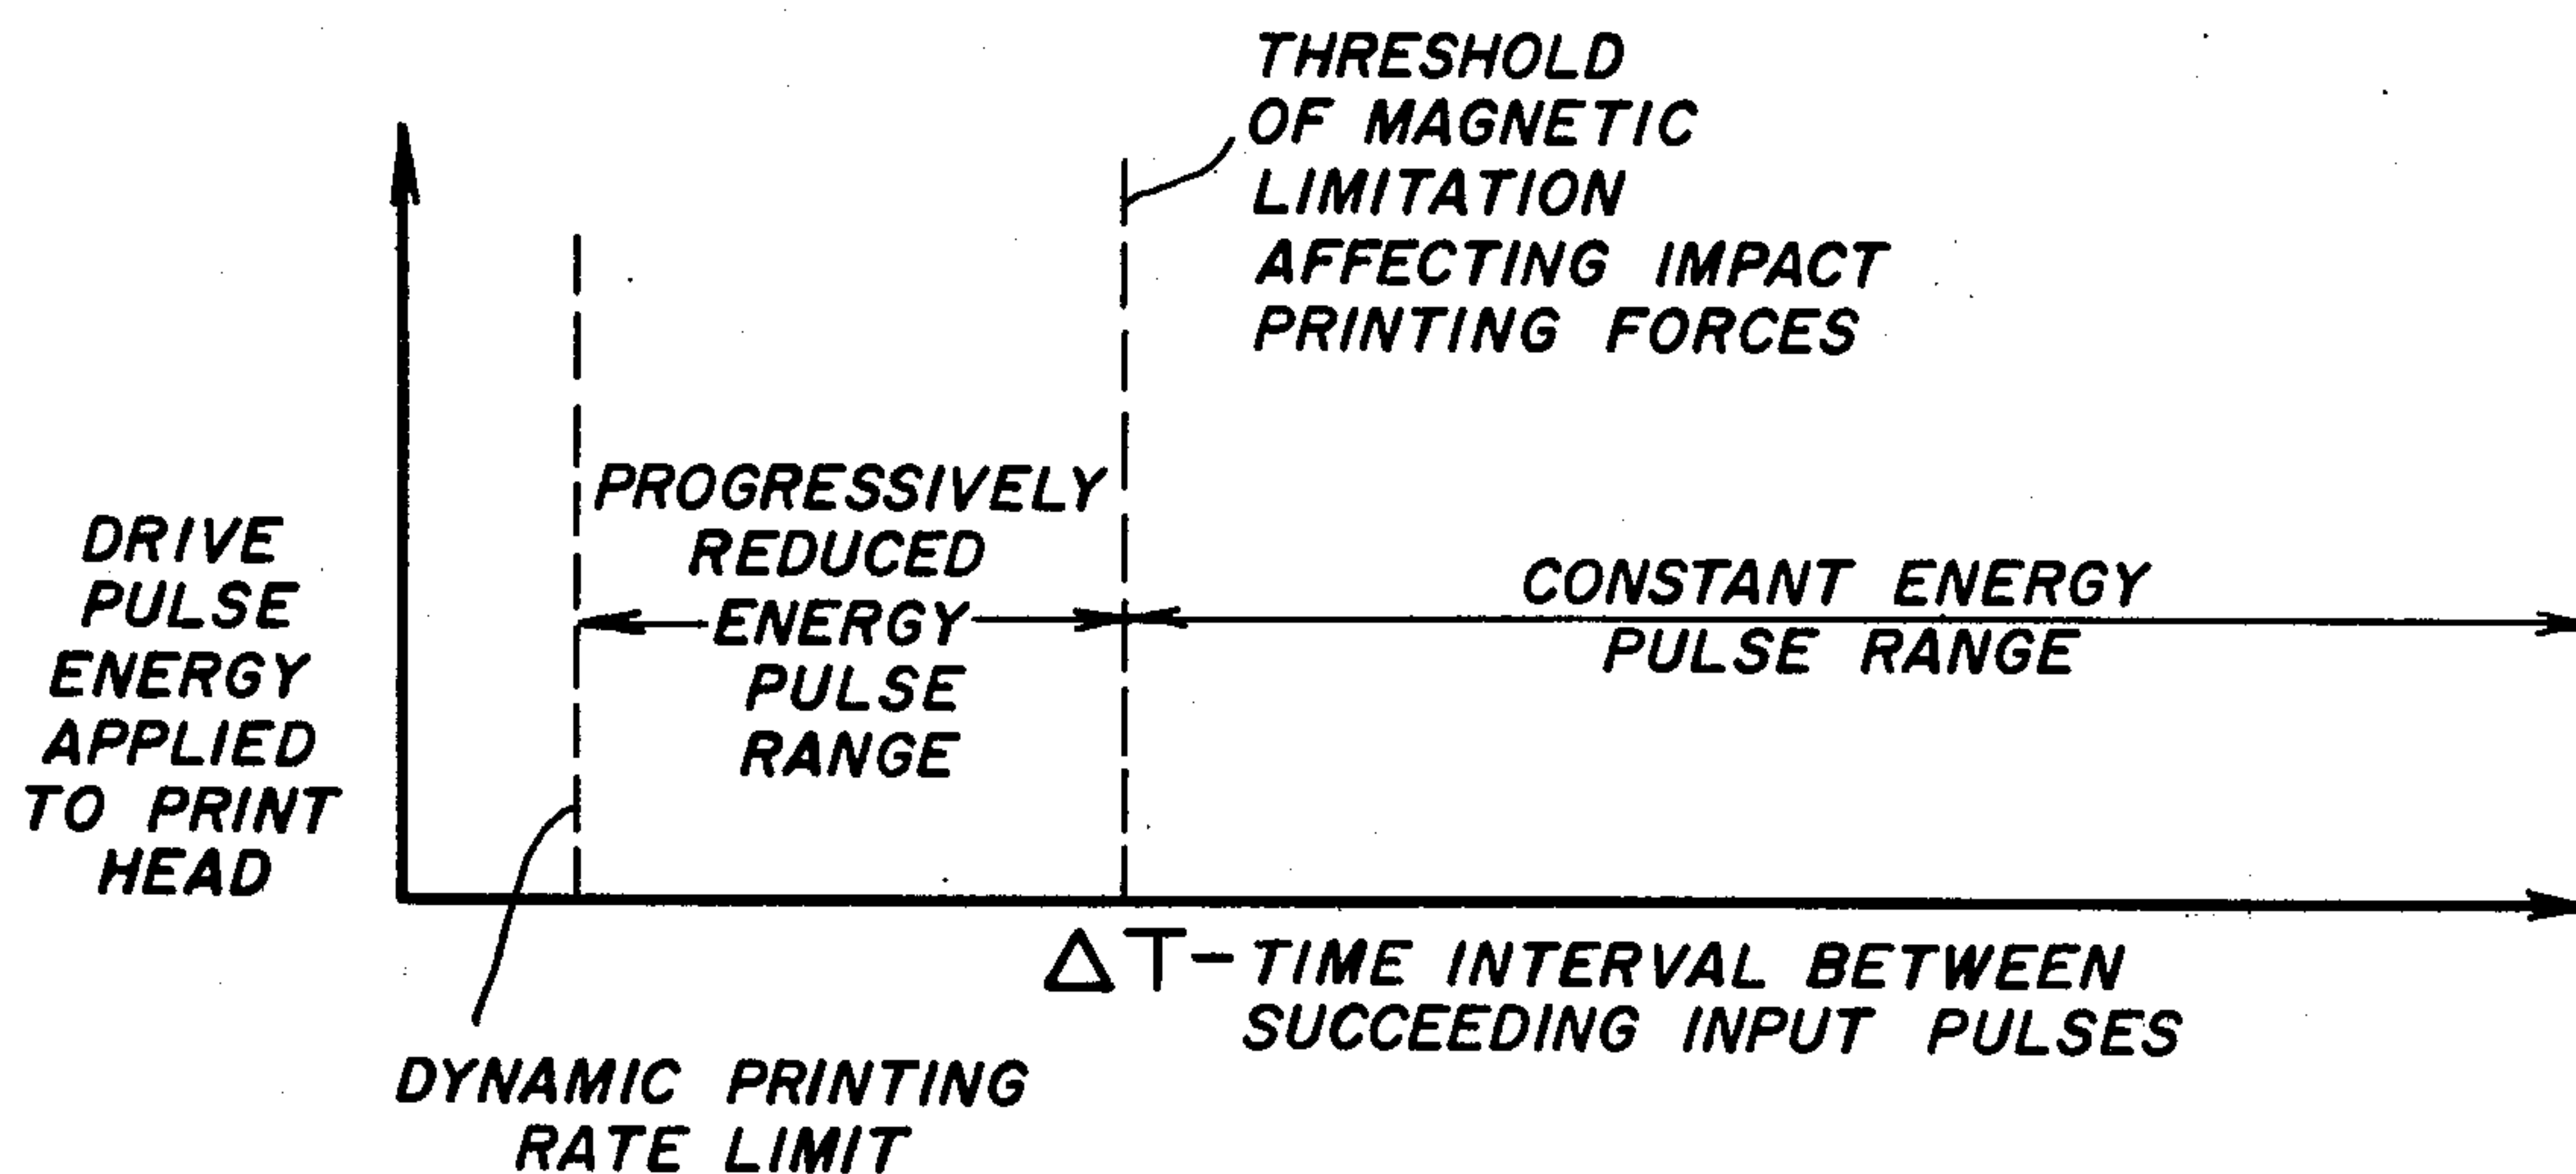 THRESHOLD
OF MAGNETIC
LIMITATION
AFFECTING IMPACT
PRINTING FORCES
DRIVE
PULSE
ENERGY
APPLIED
TO PRINT
HEAD
PROGRESSIVELY
REDUCED
ENERGY
PULSE
RANGE
CONSTANT ENERGY
PULSE RANGE
ΔT - TIME INTERVAL BETWEEN
SUCCEEDING INPUT PULSES
DYNAMIC PRINTING
RATE LIMIT